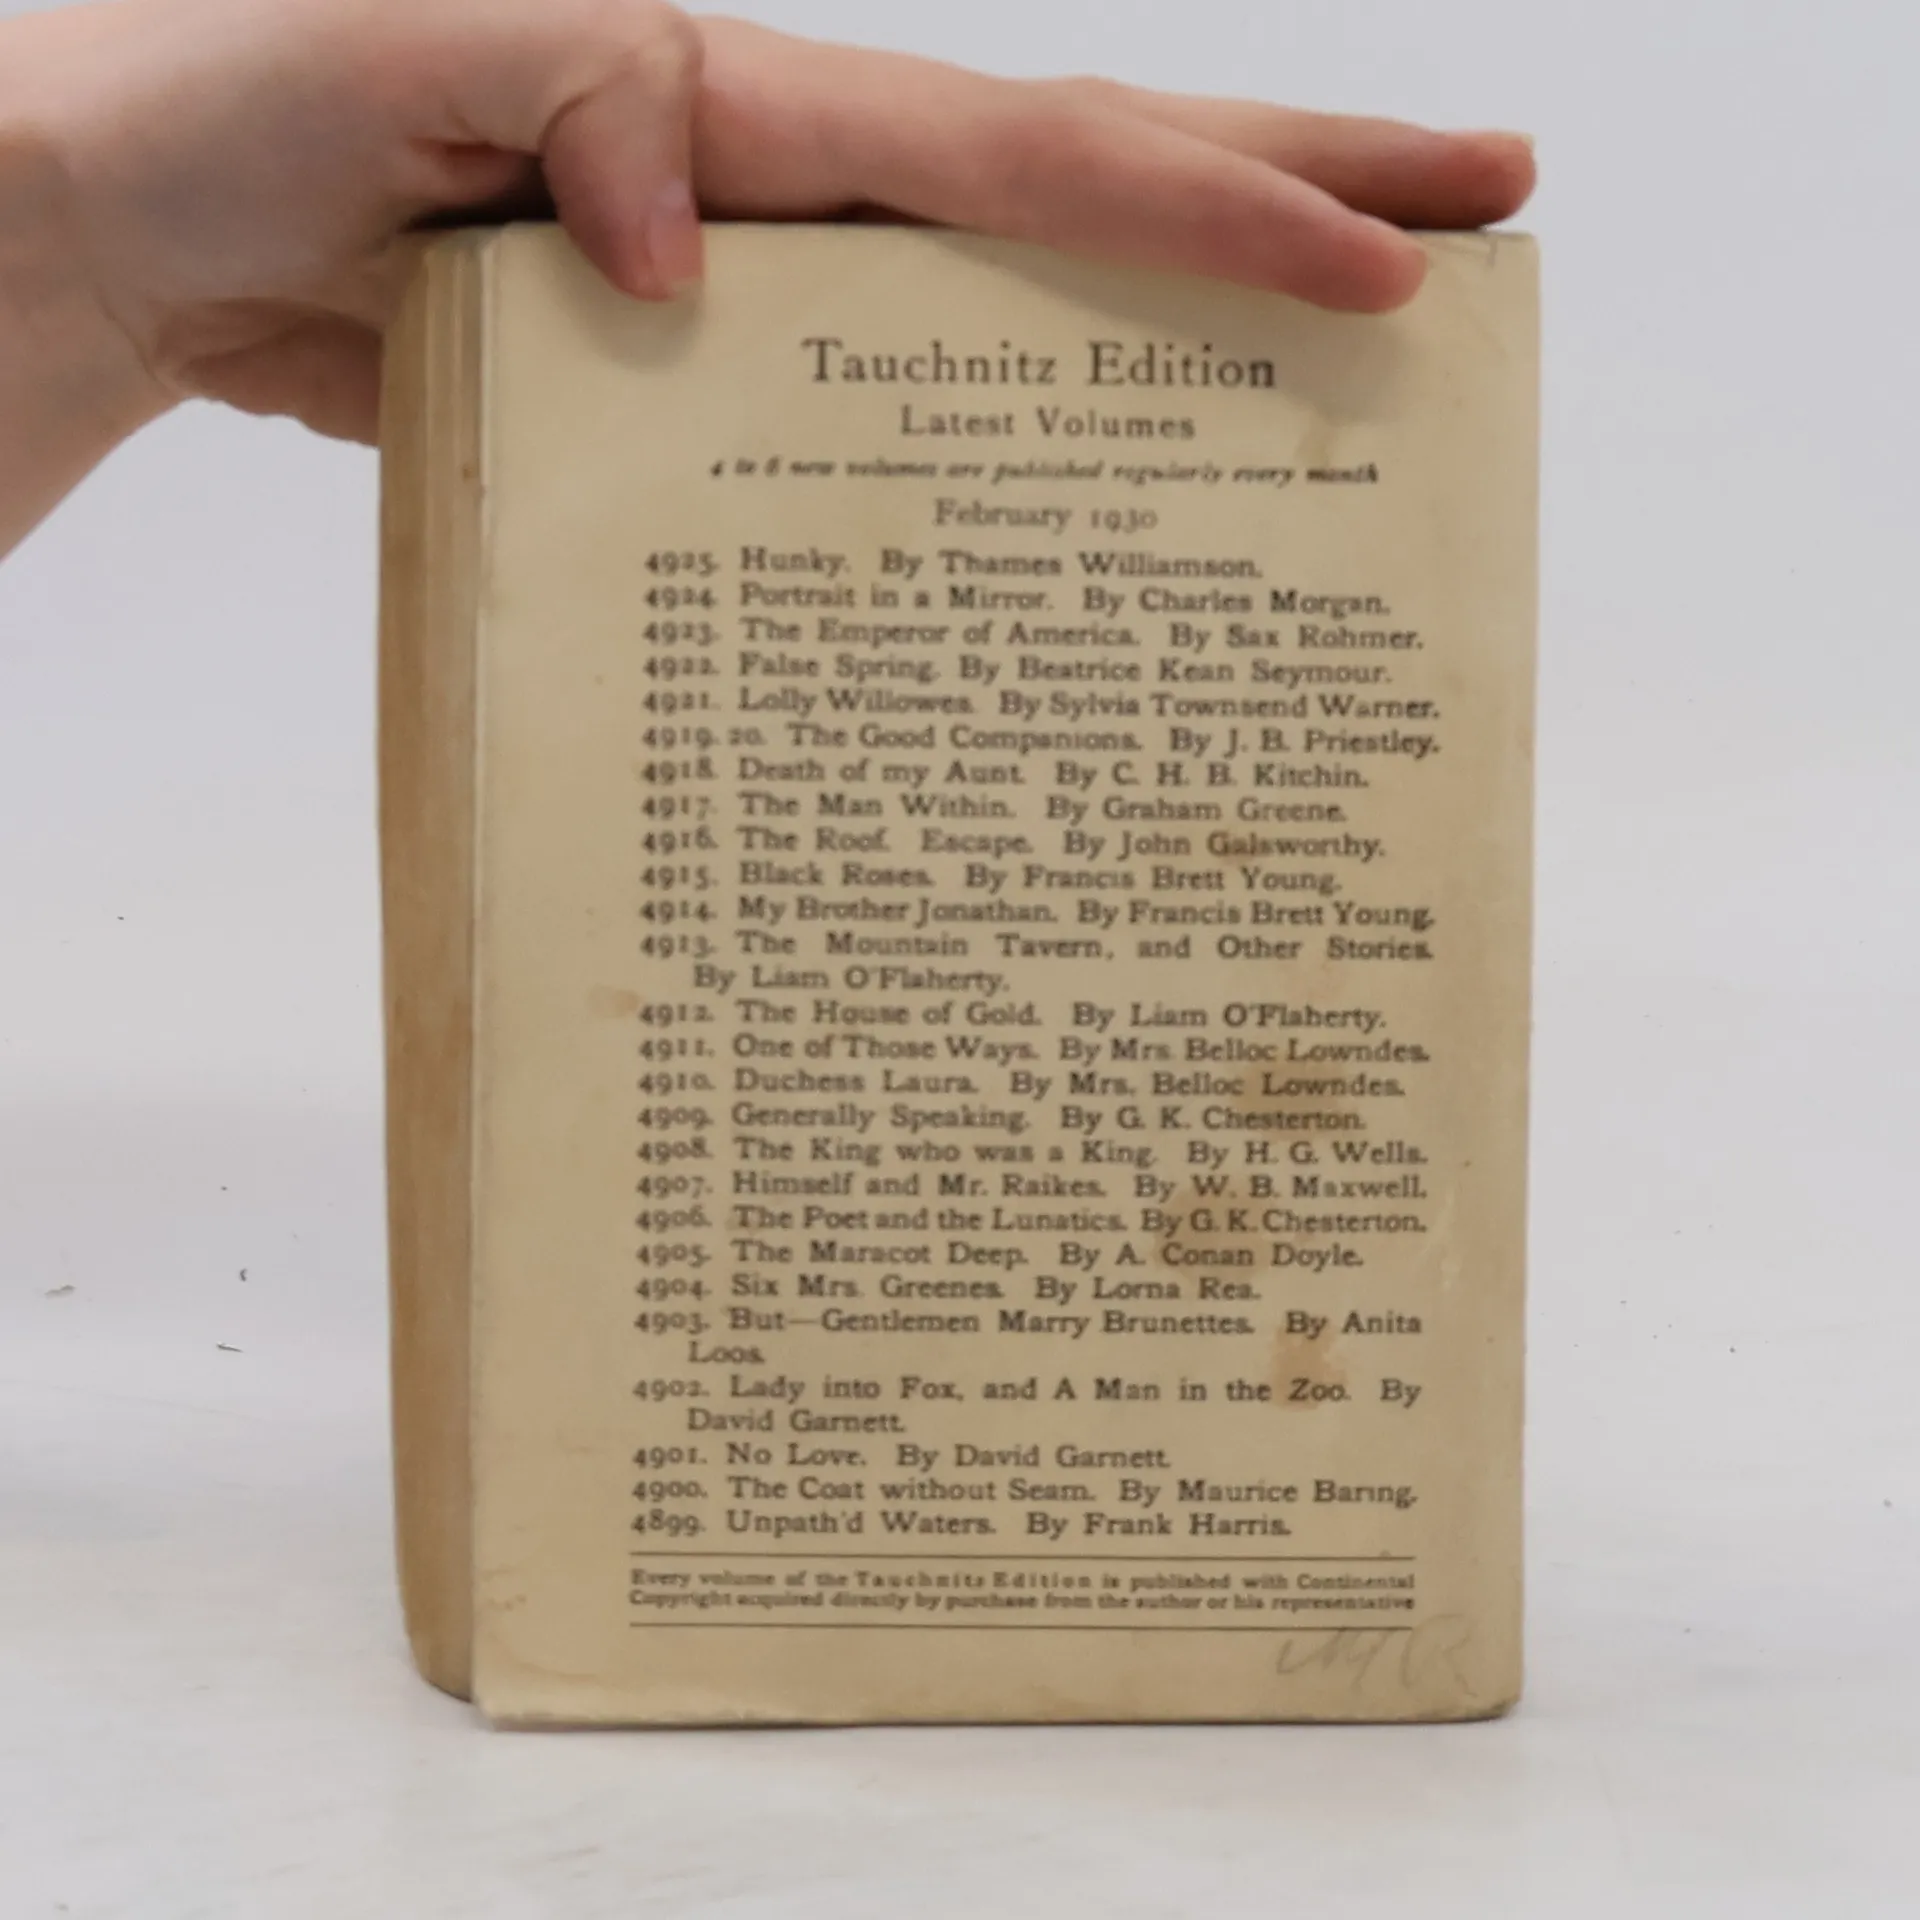 Tauchnitz Edition
Latest Volumes
4 to 6 new volumes are published regularly every month
February 1930
4925. Hunky. By Thames Williamson.
4924. Portrait in a Mirror. By Charles Morgan.
4923. The Emperor of America. By Sax Rohmer.
4922. False Spring. By Beatrice Kean Seymour.
4921. Lolly Willowes. By Sylvia Townsend Warner.
4919. 20. The Good Companions. By J. B. Priestley.
4918. Death of my Aunt. By C. H. B. Kitchin.
4917. The Man Within. By Graham Greene.
4916. The Roof. Escape. By John Galsworthy.
4915. Black Roses. By Francis Brett Young.
4914. My Brother Jonathan. By Francis Brett Young.
4913. The Mountain Tavern, and Other Stories.
By Liam O'Flaherty.
4912. The House of Gold. By Liam O'Flaherty.
4911. One of Those Ways. By Mrs. Belloc Lowndes.
4910. Duchess Laura. By Mrs. Belloc Lowndes.
4909. Generally Speaking. By G. K. Chesterton.
4908. The King who was a King. By H. G. Wells.
4907. Himself and Mr. Raikes. By W. B. Maxwell.
4906. The Poet and the Lunatics. By G. K. Chesterton.
4905. The Maracot Deep. By A. Conan Doyle.
4904. Six Mrs. Greenes. By Lorna Rea.
4903. But—Gentlemen Marry Brunettes. By Anita
Loos.
4902. Lady into Fox, and A Man in the Zoo. By
David Garnett.
4901. No Love. By David Garnett.
4900. The Coat without Seam. By Maurice Baring.
4899. Unpath'd Waters. By Frank Harris.
Every volume of the Tauchnitz Edition is published with Continental
Copyright acquired directly by purchase from the author or his representative